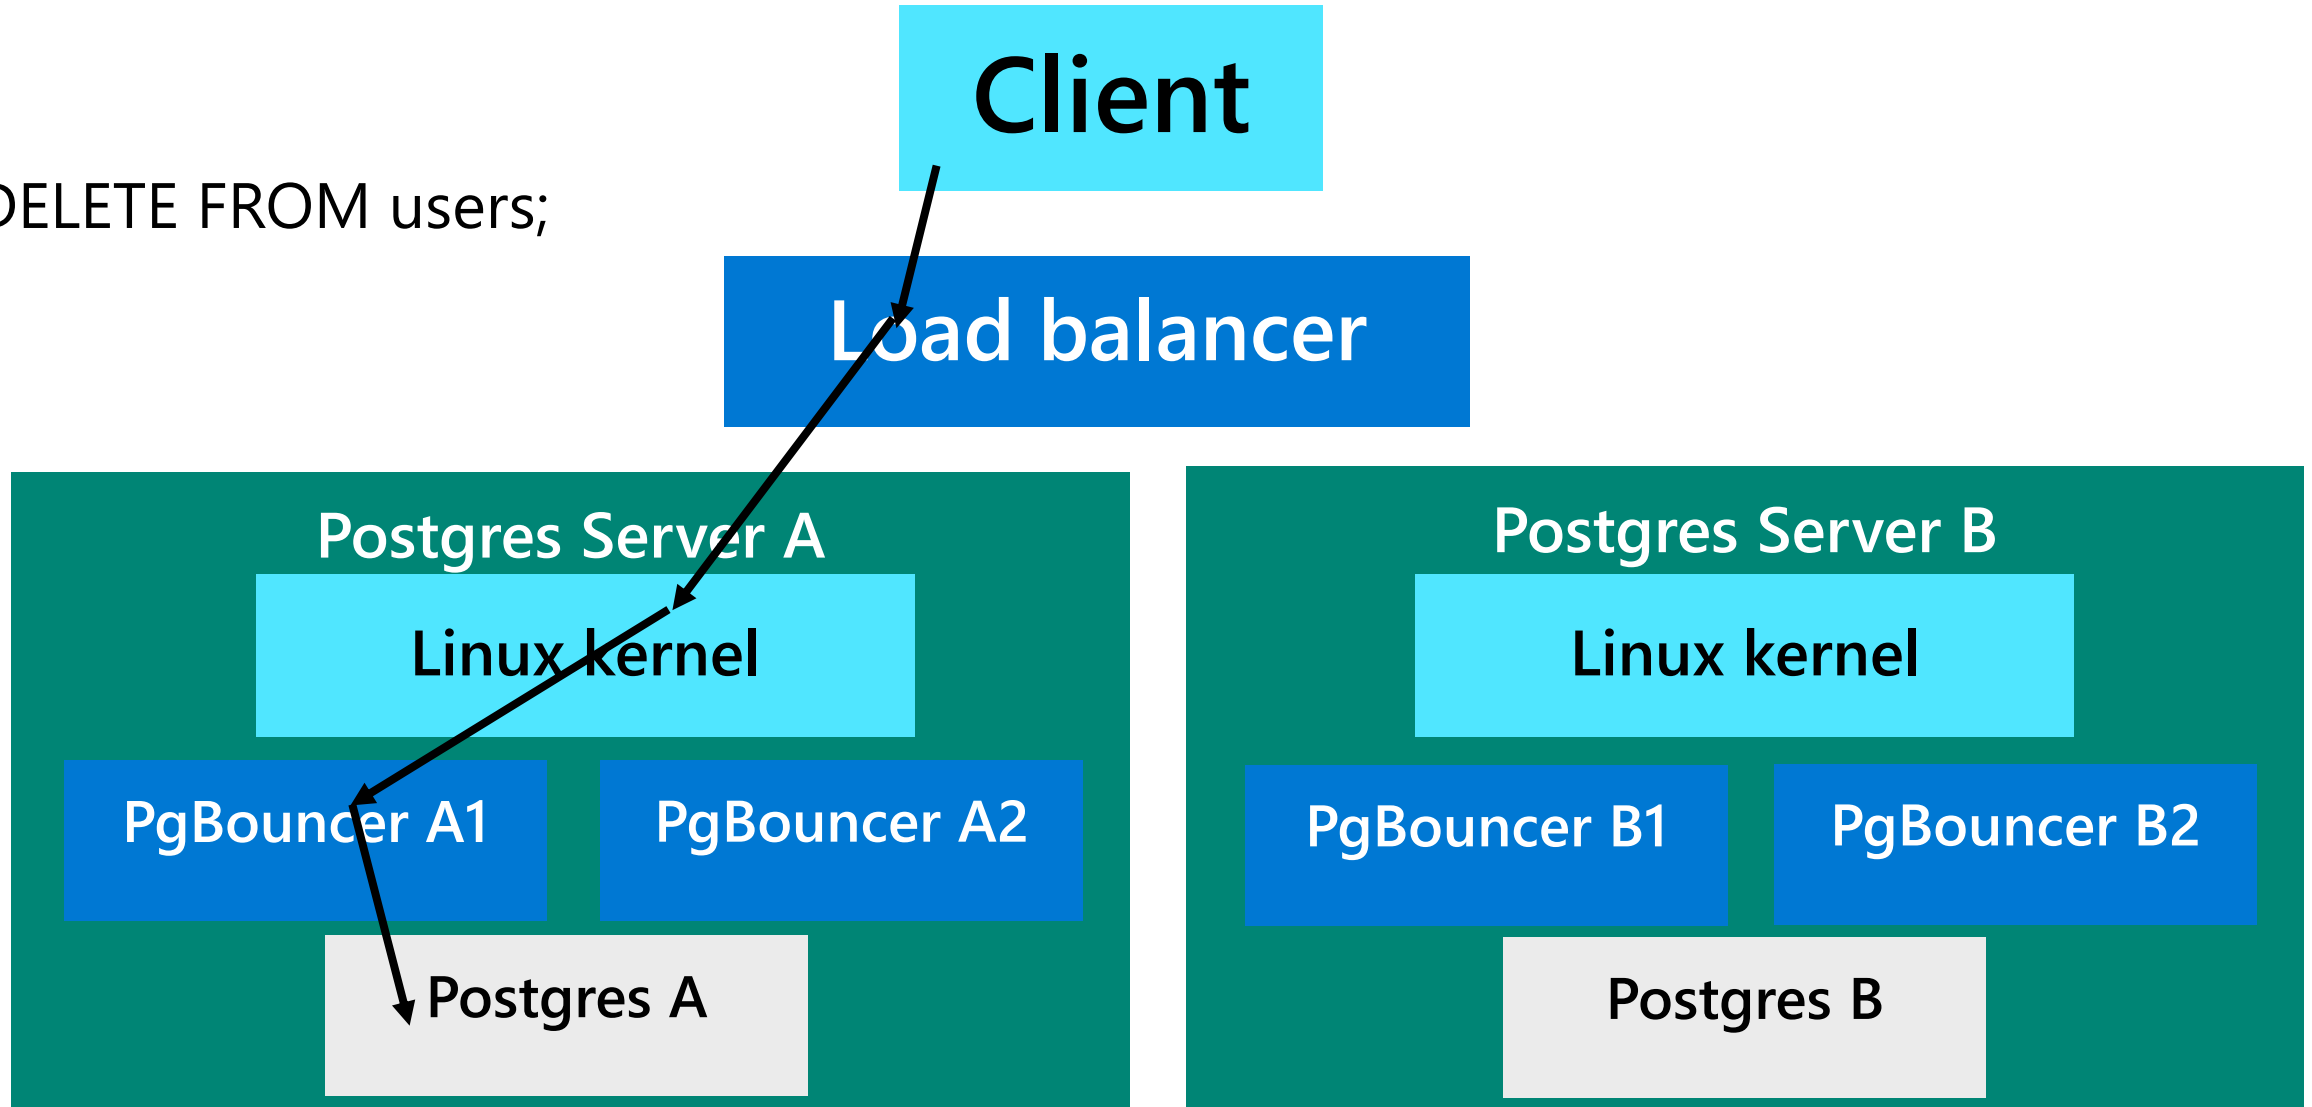 Client
DELETE FROM users;
Load balancer
Postgres Server A
Linux kernel
PgBouncer A1
PgBouncer A2
Postgres A
Postgres Server B
Linux kernel
PgBouncer B1
PgBouncer B2
Postgres B